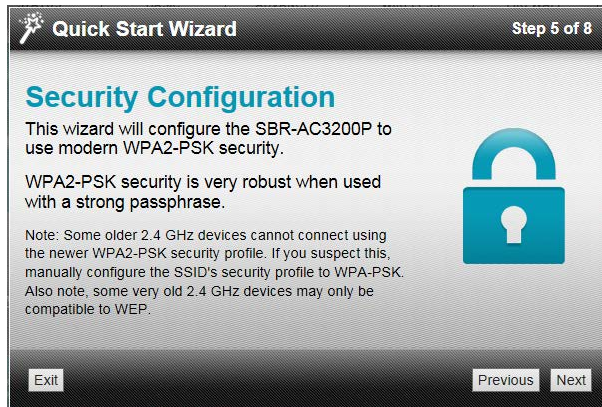 Quick Start Wizard
Step 5 of 8
Security Configuration
This wizard will configure the SBR-AC3200P to
use modern WPA2-PSK security.
WPA2-PSK security is very robust when used
with a strong passphrase.
Note: Some older 2.4 GHz devices cannot connect using
the newer WPA2-PSK security profile. If you suspect this,
manually configure the SSID's security profile to WPA-PSK.
Also note, some very old 2.4 GHz devices may only be
compatible to WEP.
Exit
Previous
Next